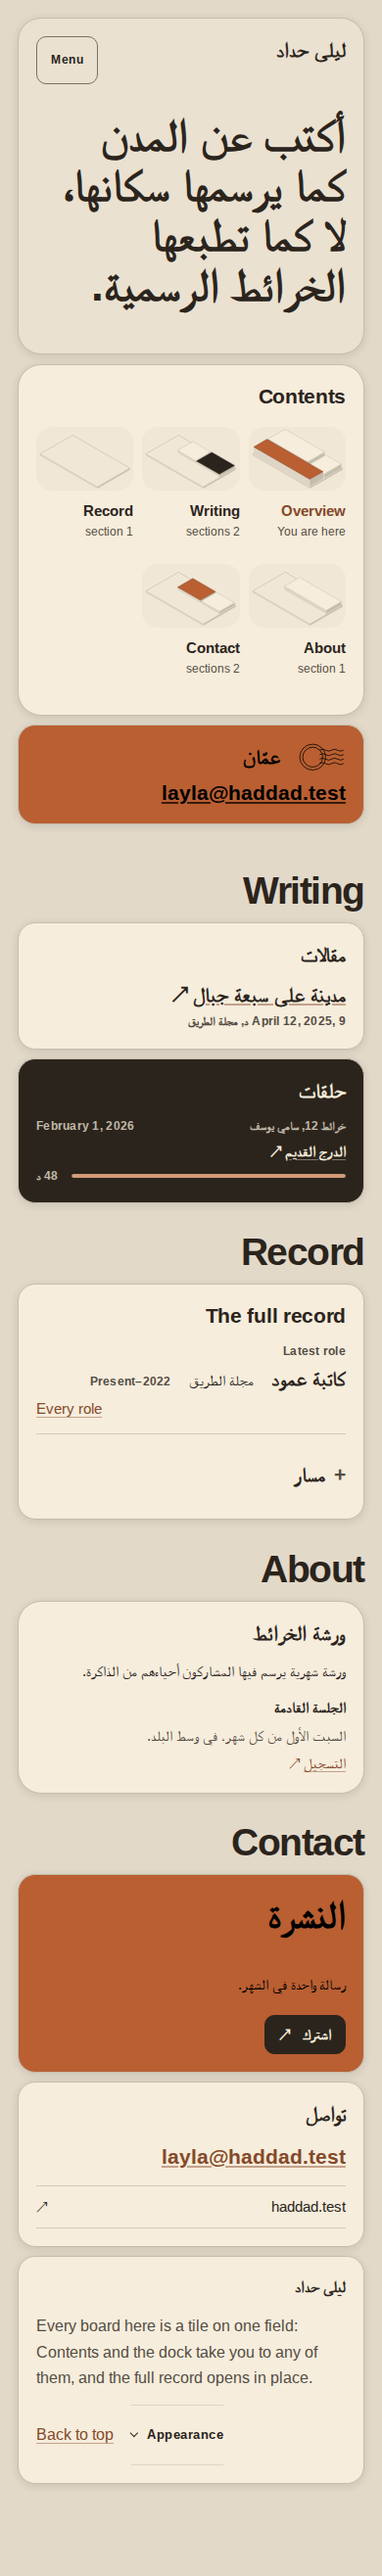 ليلى حداد
Menu
أكتب عن المدن
كما يرسمها سكانها،
لا كما تطبعها
الخرائط الرسمية.
Contents
Overview
You are here
Writing
sections 2
Record
section 1
About
section 1
Contact
sections 2
عمّان
layla@haddad.test
Writing
مقالات
مدينة على سبعة جبال ↗
April 12, 2025, 9 د, مجلة الطريق
حلقات
خرائط 12, سامي يوسف
February 1, 2026
الدرج القديم ↗
48 د
Record
The full record
Latest role
كاتبة عمود مجلة الطريق 2022–Present
Every role
+ مسار
About
ورشة الخرائط
ورشة شهرية يرسم فيها المشاركون أحياءهم من الذاكرة.
الجلسة القادمة
السبت الأول من كل شهر، في وسط البلد.
التسجيل ↗
Contact
النشرة
رسالة واحدة في الشهر.
اشترك ↗
تواصل
layla@haddad.test
haddad.test ↗
ليلى حداد
Every board here is a tile on one field:
Contents and the dock take you to any of
them, and the full record opens in place.
Back to top
Appearance